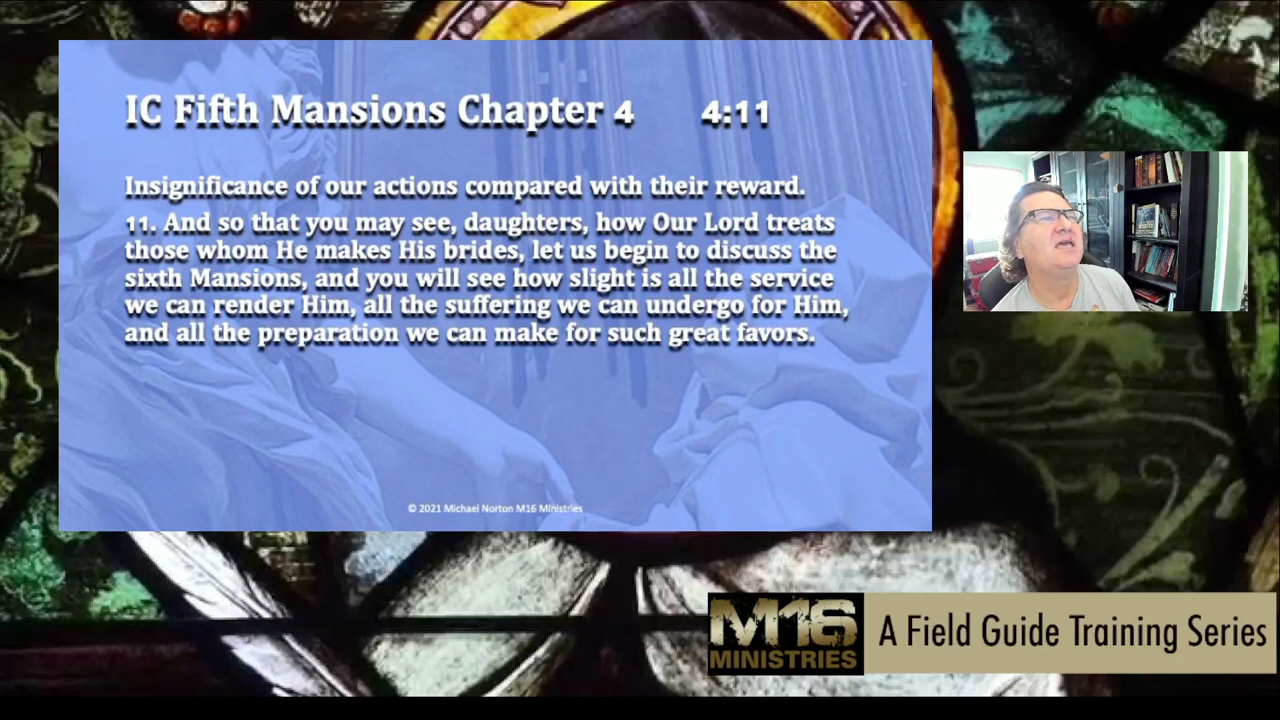 IC Fifth Mansions Chapter 4 4:11
Insignificance of our actions compared with their reward.
11. And so that you may see, daughters, how Our Lord treats
those whom He makes His brides, let us begin to discuss the
sixth Mansions, and you will see how slight is all the service
we can render Him, all the suffering we can undergo for Him,
and all the preparation we can make for such great favors.
© 2021 Michael Norton M16 Ministries
M16
MINISTRIES
A Field Guide Training Series